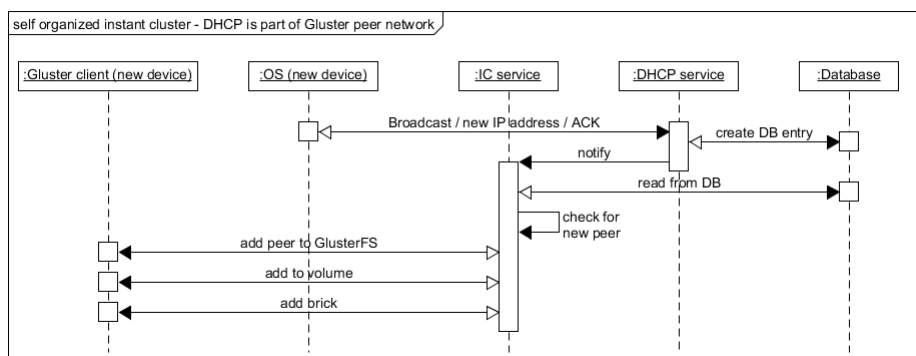 self organized instant cluster - DHCP is part of Gluster peer network
:Gluster client (new device)
:OS (new device)
:IC service
:DHCP service
:Database
Broadcast / new IP address / ACK
create DB entry
notify
read from DB
check for
new peer
add peer to GlusterFS
add to volume
add brick